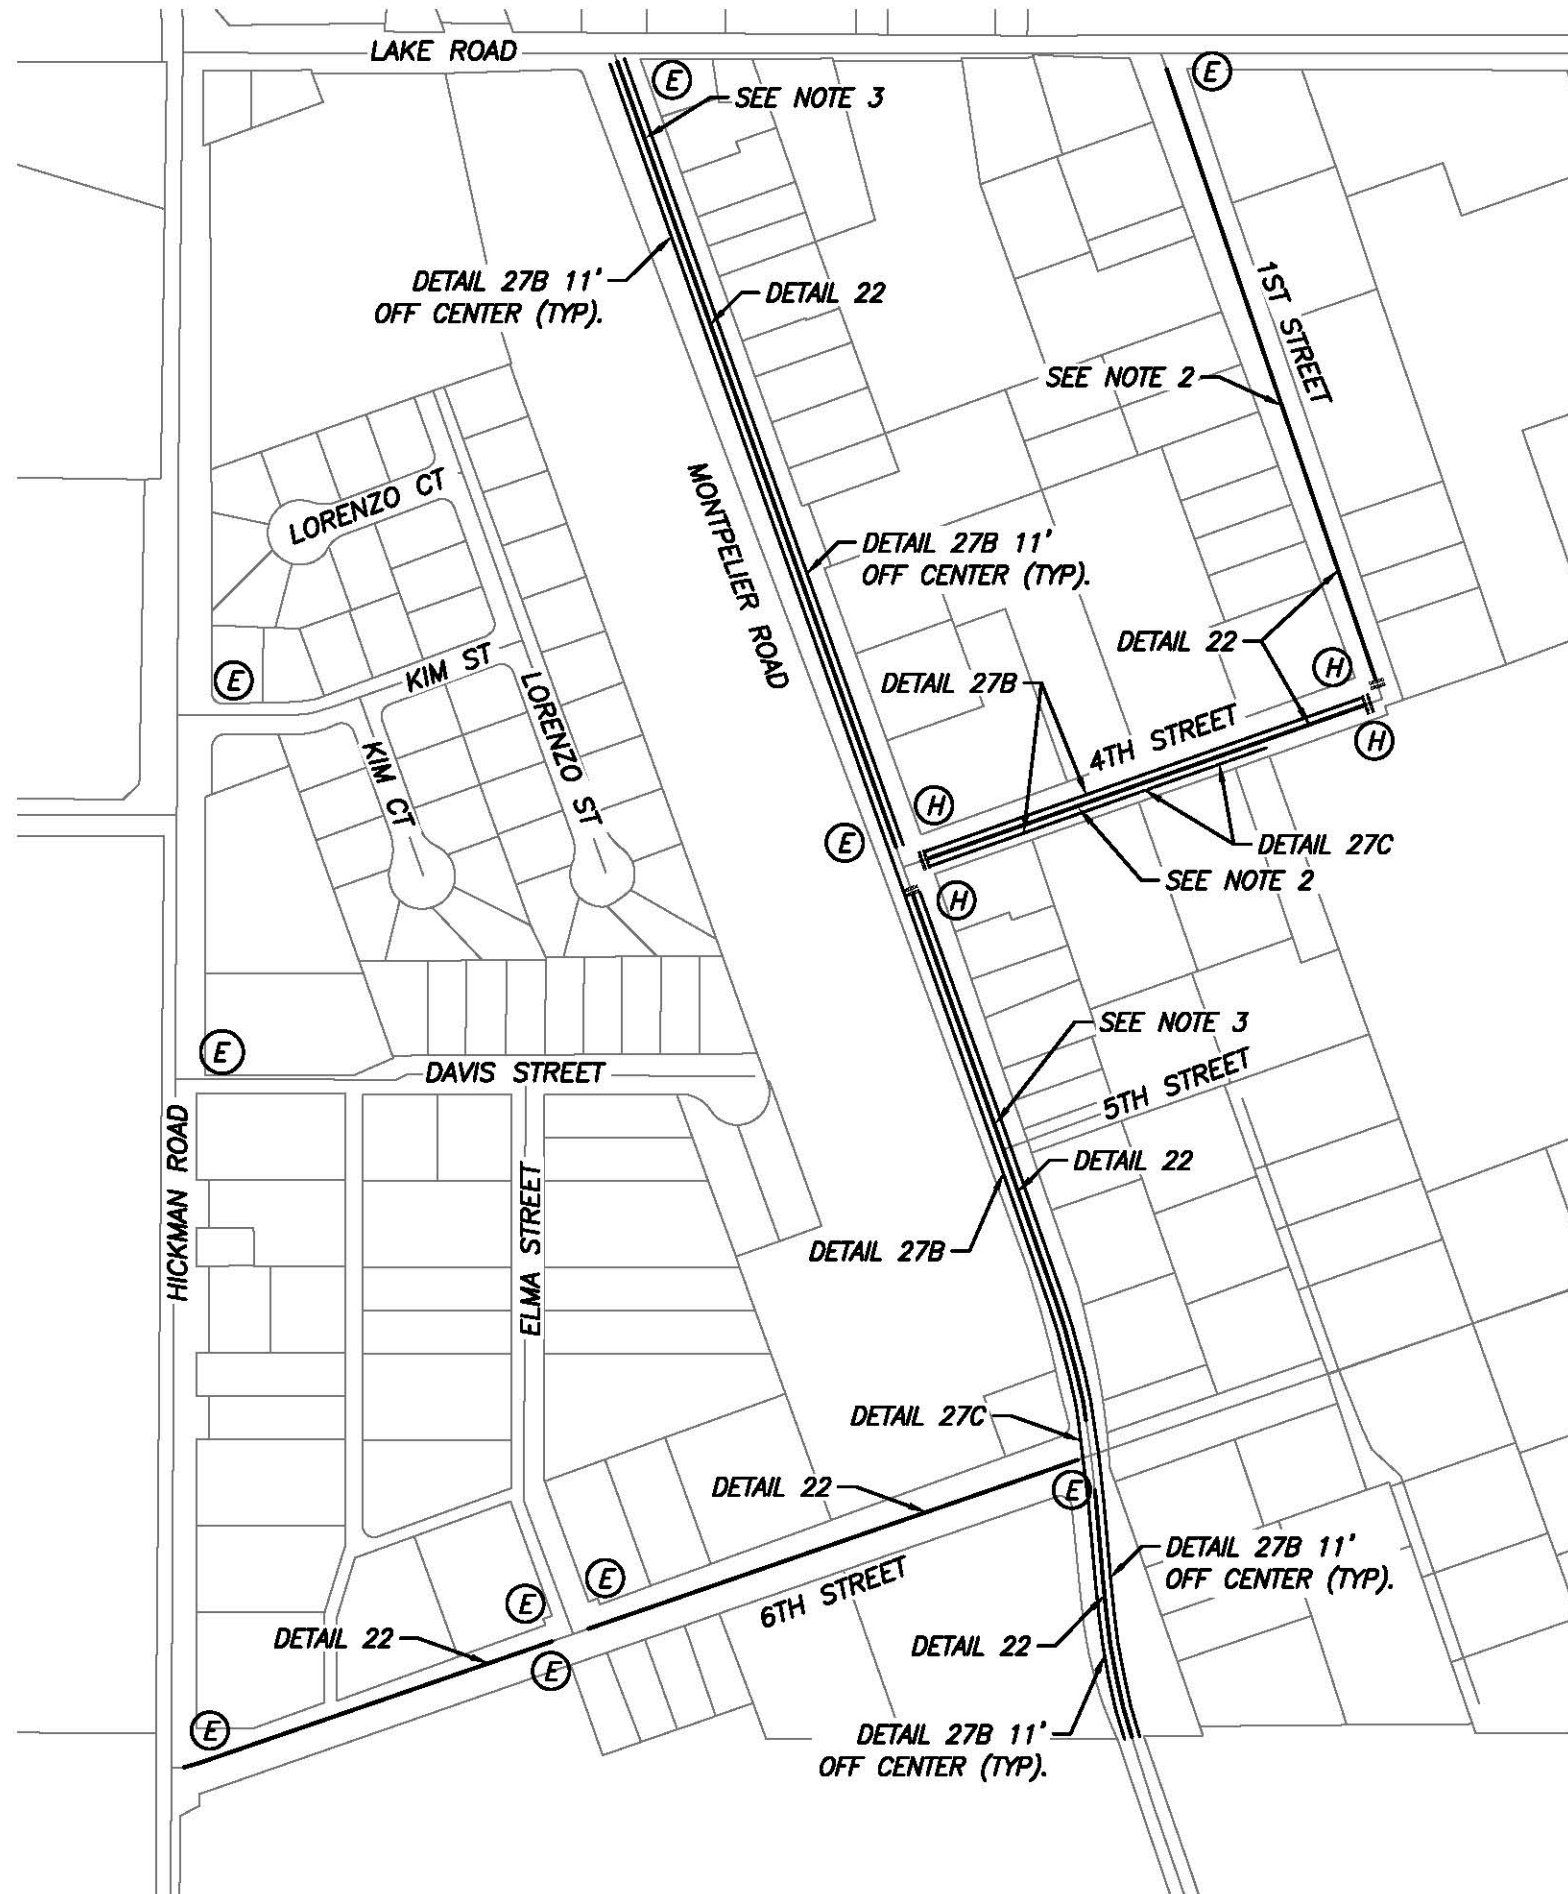 LAKE ROAD
E
E
SEE NOTE 3
DETAIL 27B 11'
OFF CENTER (TYP).
DETAIL 22
1ST STREET
SEE NOTE 2
LORENZO CT
MONTPELIER ROAD
DETAIL 27B 11'
OFF CENTER (TYP).
DETAIL 22
H
E
KIM ST
LORENZO ST
DETAIL 27B
4TH STREET
H
KIM CT
H
E
DETAIL 27C
SEE NOTE 2
H
SEE NOTE 3
E
DAVIS STREET
5TH STREET
HICKMAN ROAD
ELMA STREET
DETAIL 22
DETAIL 27B
DETAIL 27C
DETAIL 22
E
DETAIL 27B 11'
OFF CENTER (TYP).
E
E
6TH STREET
DETAIL 22
DETAIL 22
E
E
DETAIL 27B 11'
OFF CENTER (TYP).